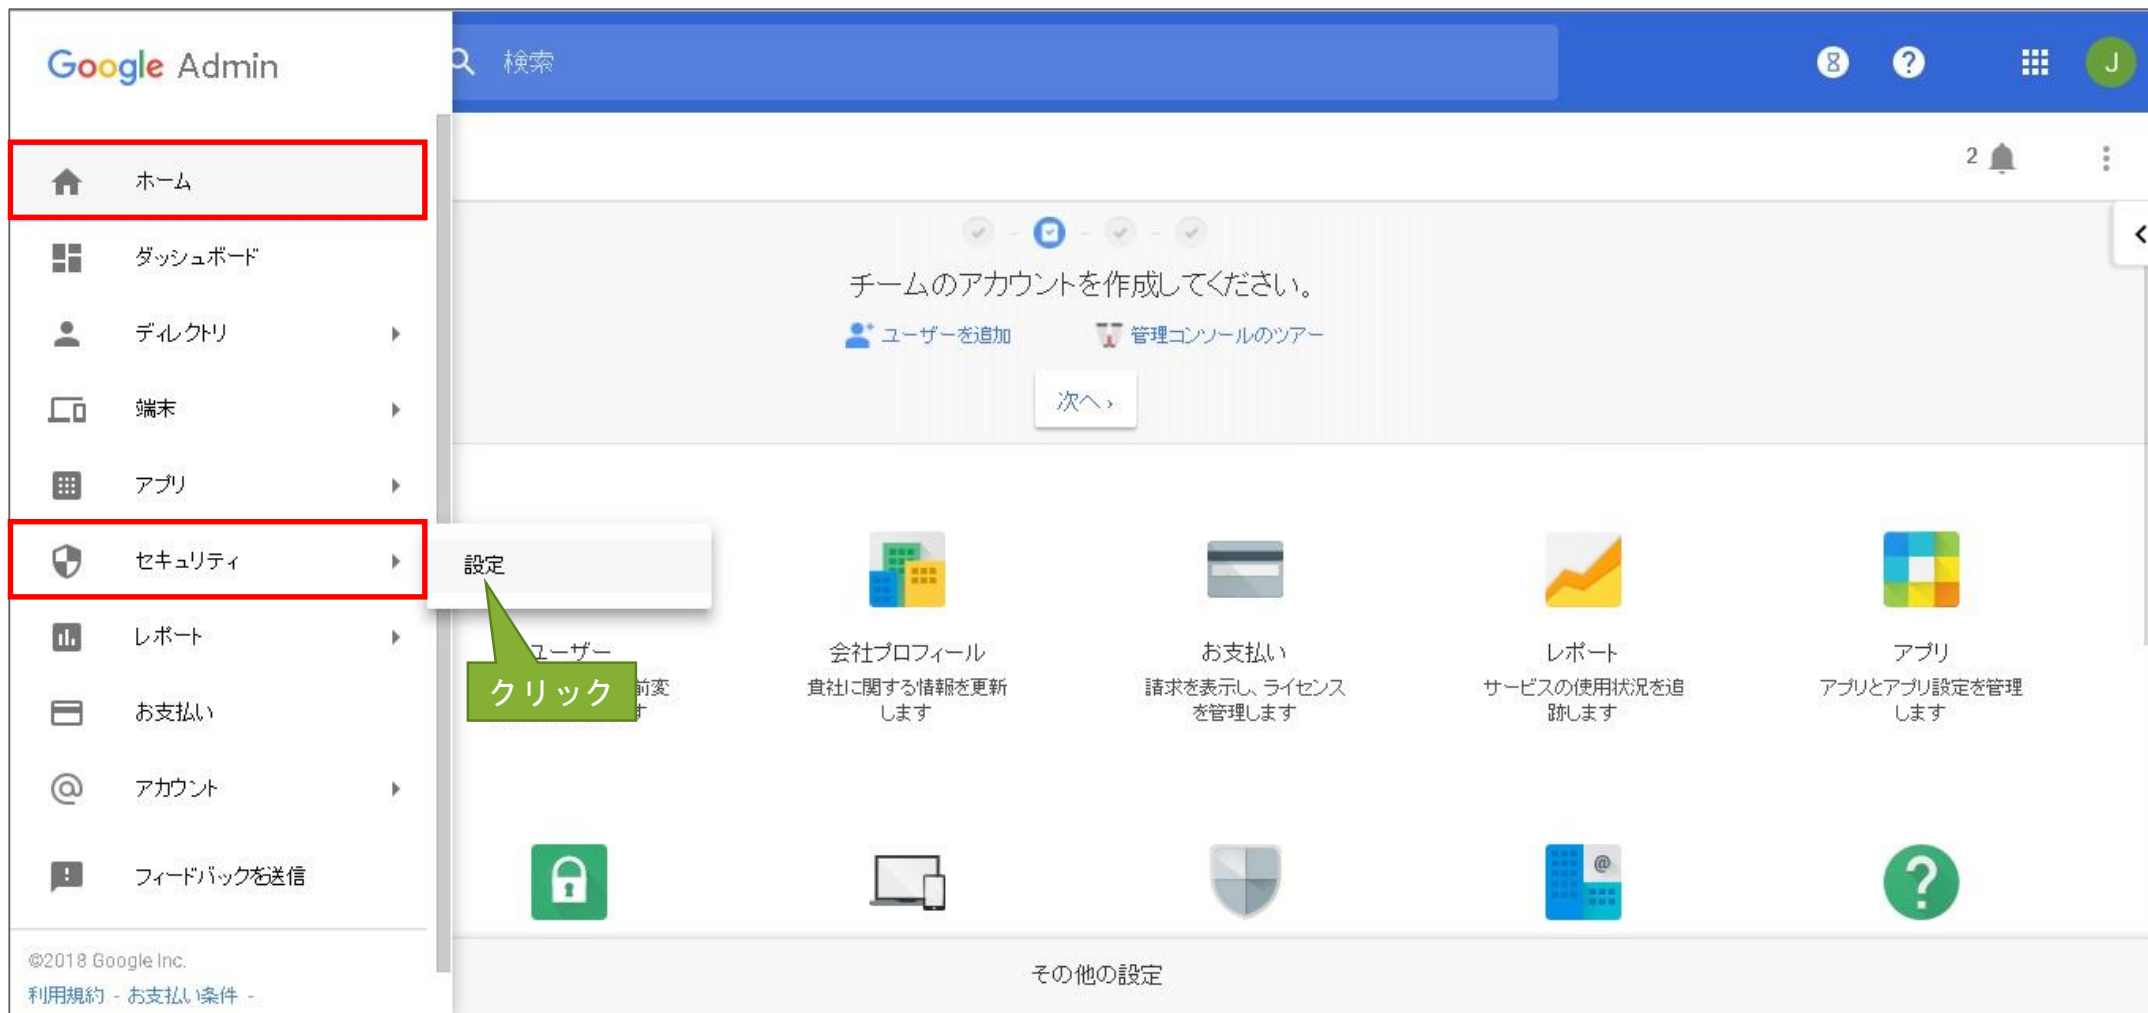 Google Admin
検索
J
ホーム
2
ダッシュボード
チームのアカウントを作成してください。
ディレクトリ
ユーザーを追加
管理コンソールのツアー
端末
次へ ›
アプリ
セキュリティ
設定
レポート
ユーザー
会社プロフィール
お支払い
レポート
アプリ
クリック
前変
貴社に関する情報を更新
します
請求を表示し、ライセンス
を管理します
サービスの使用状況を追
跡します
アプリとアプリ設定を管理
します
お支払い
アカウント
フィードバックを送信
©2018 Google Inc.
その他の設定
利用規約 - お支払い条件 -